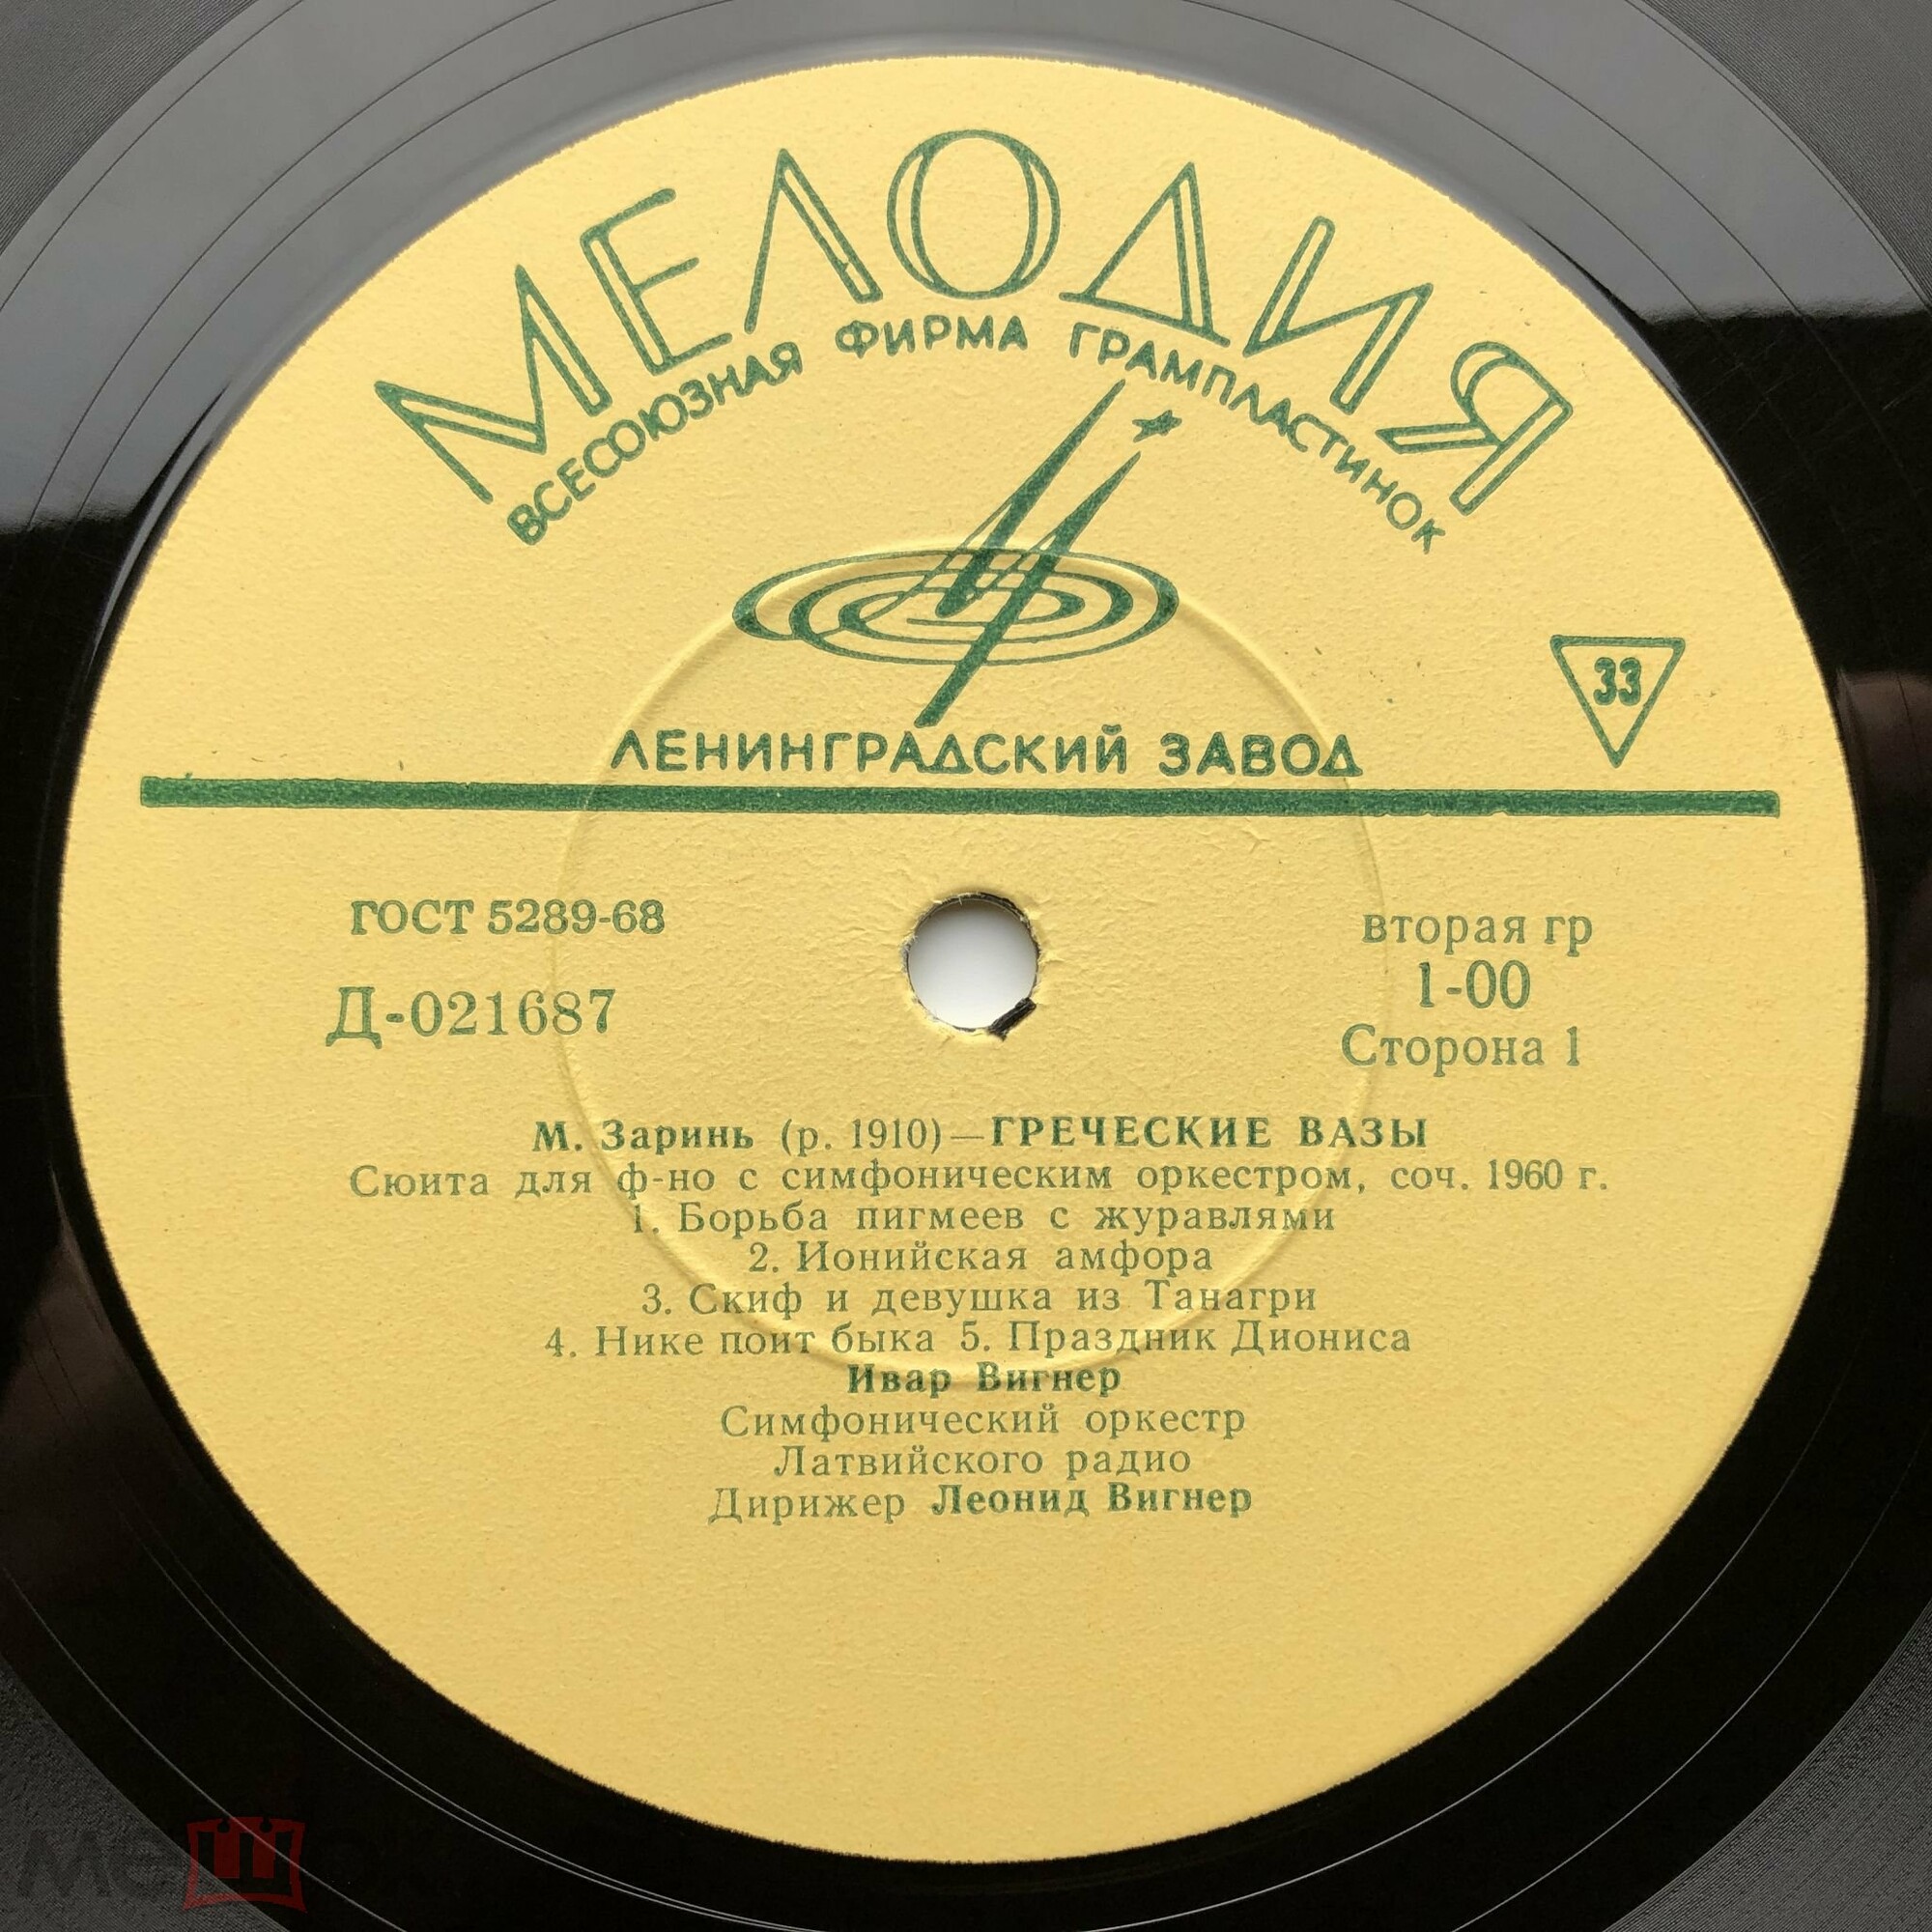 МЕЛОДИЯ
ВСЕСОЮЗНАЯ ФИРМА ГРАМПЛАСТИНОК
33
ЛЕНИНГРАДСКИЙ ЗАВОД
ГОСТ 5289-68
вторая гр
Д-021687
1-00
Сторона 1
М. Заринь (р. 1910)—ГРЕЧЕСКИЕ ВАЗЫ
Сюита для ф-но с симфоническим оркестром, соч. 1960 г.
1. Борьба пигмеев с журавлями
2. Ионийская амфора
3. Скиф и девушка из Танагри
4. Нике поит быка 5. Праздник Диониса
Ивар Вигнер
Симфонический оркестр
Латвийского радио
Дирижер Леонид Вигнер
мешок